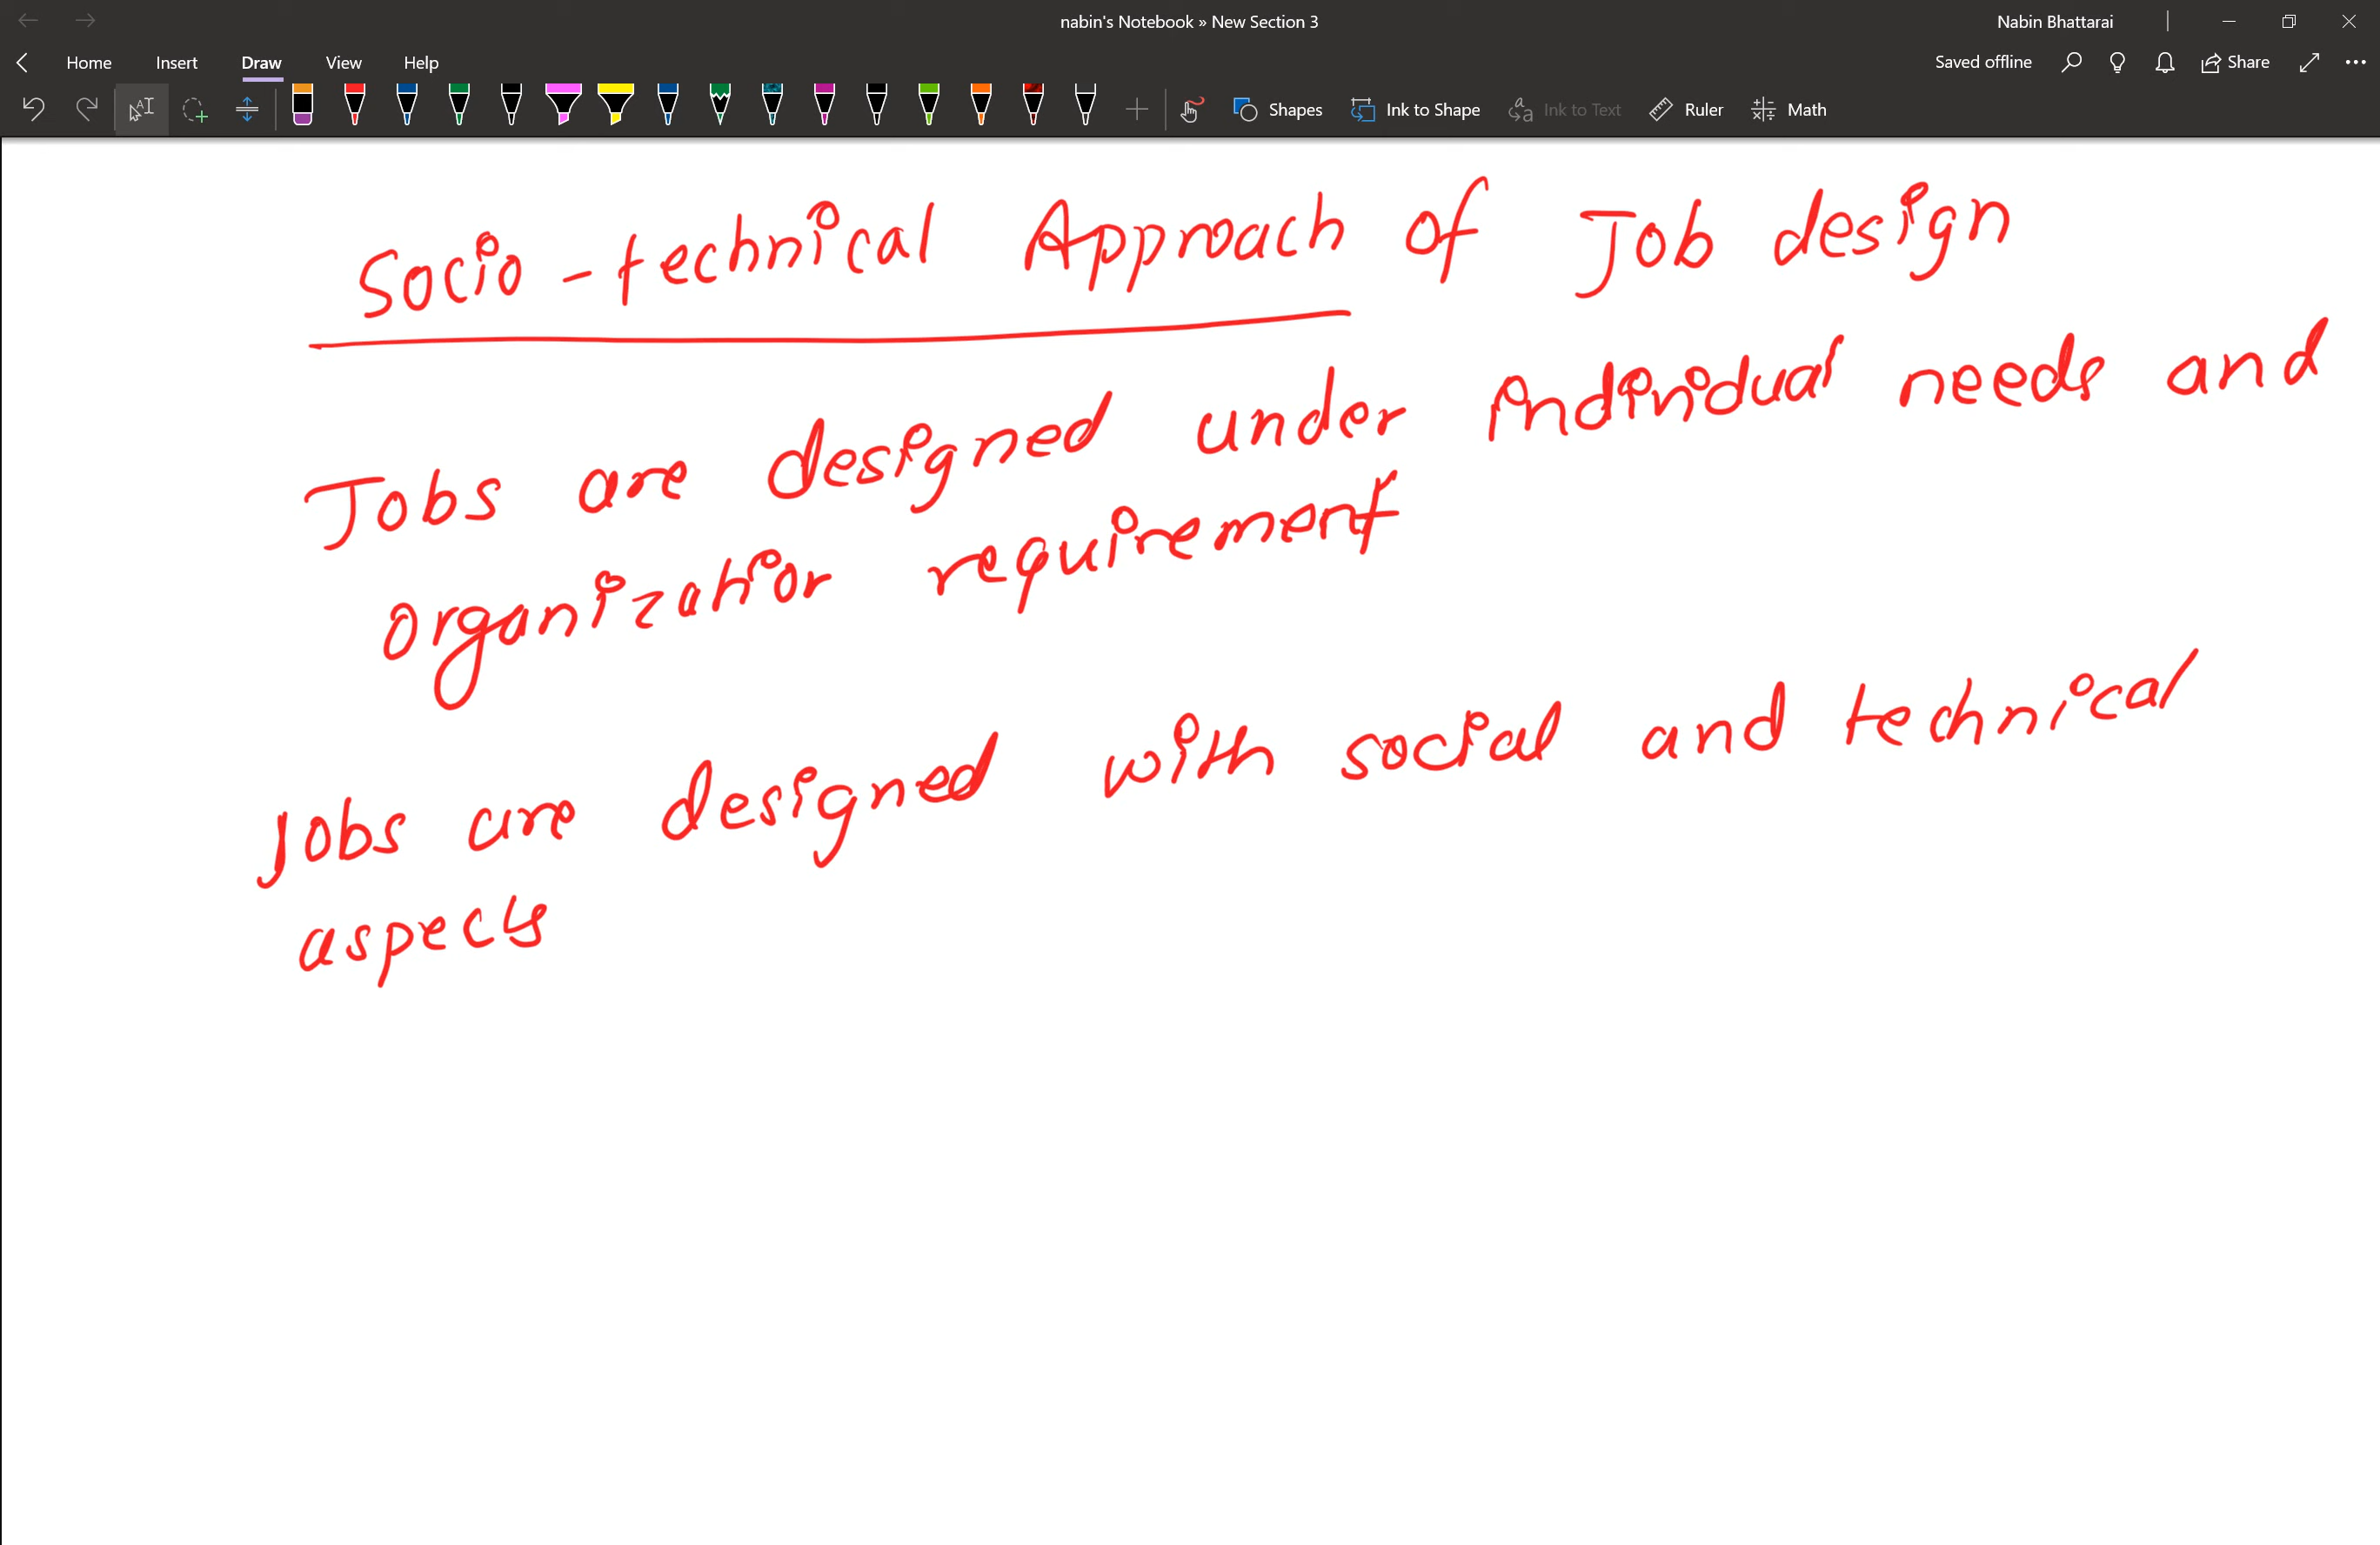 nabin's Notebook » New Section 3
Nabin Bhattarai
Home Insert Draw View Help
Saved offline
Share
Shapes Ink to Shape Ink to Text Ruler Math
Socio-technical Approach of Job design
Jobs are designed under individual needs and
organization requirement
Jobs are designed with social and technical
aspects